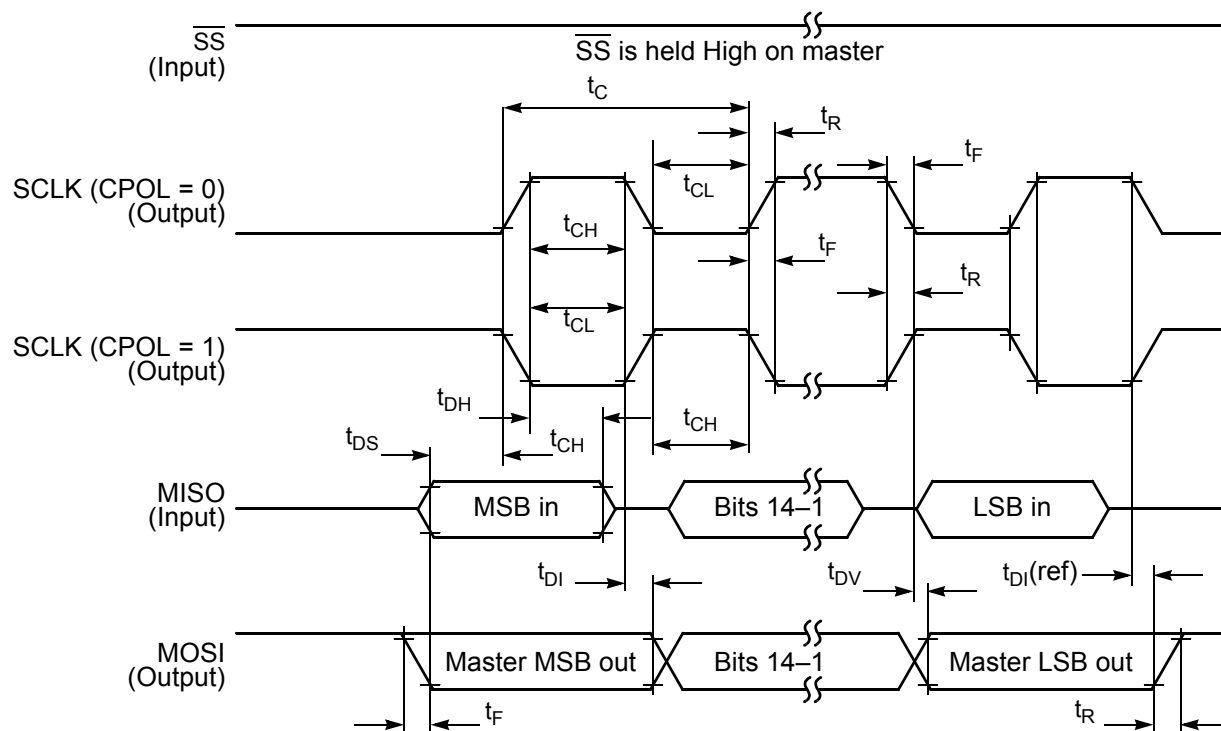 SS
(Input)
SS is held High on master
tC
tR
tF
SCLK (CPOL = 0)
(Output)
tCL
tCH
tF
tR
tCL
SCLK (CPOL = 1)
(Output)
tDH
tCH
tCH
tDS
MISO
(Input)
MSB in
Bits 14–1
LSB in
tDI
tDV
tDI(ref)
MOSI
(Output)
Master MSB out
Bits 14–1
Master LSB out
tF
tR